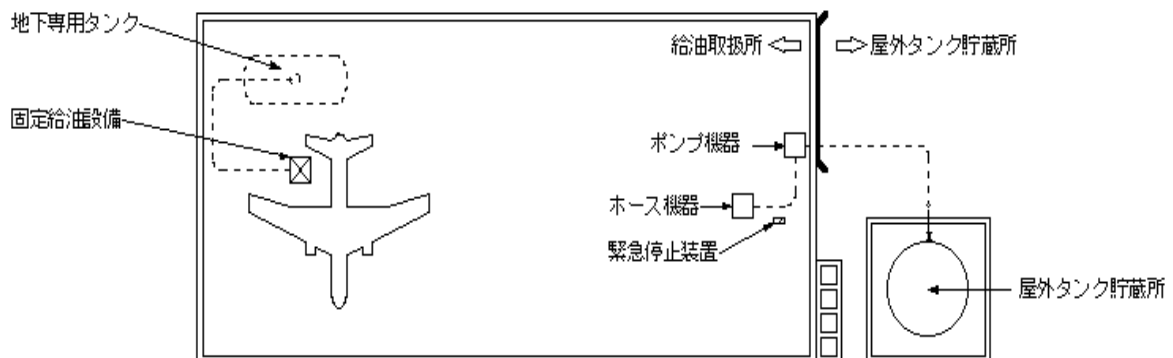 地下専用タンク
給油取扱所
屋外タンク貯蔵所
固定給油設備
ポンプ機器
ホース機器
緊急停止装置
屋外タンク貯蔵所